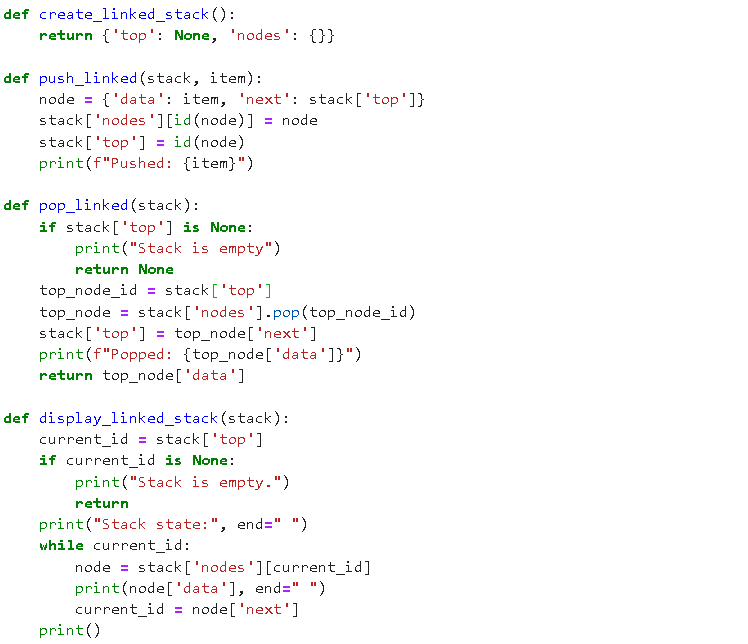 def create_linked_stack():
    return {'top': None, 'nodes': {}}

def push_linked(stack, item):
    node = {'data': item, 'next': stack['top']}
    stack['nodes'][id(node)] = node
    stack['top'] = id(node)
    print(f"Pushed: {item}")

def pop_linked(stack):
    if stack['top'] is None:
        print("Stack is empty")
        return None
    top_node_id = stack['top']
    top_node = stack['nodes'].pop(top_node_id)
    stack['top'] = top_node['next']
    print(f"Popped: {top_node['data']}")
    return top_node['data']

def display_linked_stack(stack):
    current_id = stack['top']
    if current_id is None:
        print("Stack is empty.")
        return
    print("Stack state:", end=" ")
    while current_id:
        node = stack['nodes'][current_id]
        print(node['data'], end=" ")
        current_id = node['next']
    print()